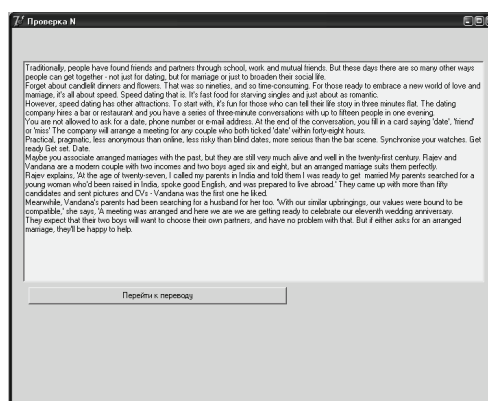 Проверка N
Traditionally, people have found friends and partners through school, work and mutual friends. But these days there are so many other ways
people can get together - not just for dating, but for marriage or just to broaden their social life.
Forget about candlelit dinners and flowers. That was so nineties, and so time-consuming. For those ready to embrace a new world of love and
marriage, it's all about speed. Speed dating that is. It's fast food for starving singles and just about as romantic.
However, speed dating has other attractions. To start with, it's fun for those who can tell their life story in three minutes flat. The dating
company hires a bar or restaurant and you have a series of three-minute conversations with up to fifteen people in one evening.
You are not allowed to ask for a date, phone number or e-mail address. At the end of the conversation, you fill in a card saying 'date', 'friend'
or 'miss' The company will arrange a meeting for any couple who both ticked 'date' within forty-eight hours.
Practical, pragmatic, less anonymous than online, less risky than blind dates, more serious than the bar scene. Synchronise your watches. Get
ready Get set. Date.
Maybe you associate arranged marriages with the past, but they are still very much alive and well in the twenty-first century. Rajev and
Vandana are a modern couple with two incomes and two boys aged six and eight, but an arranged marriage suits them perfectly.
Rajev explains, 'At the age of twenty-seven, I called my parents in India and told them I was ready to get  married My parents searched for a
young woman who'd been raised in India, spoke good English, and was prepared to live abroad.' They came up with more than fifty
candidates and sent pictures and CVs - Vandana was the first one he liked.
Meanwhile, Vandana's parents had been searching for a husband for her too. 'With our similar upbringings, our values were bound to be
compatible,' she says, 'A meeting was arranged and here we are we are getting ready to celebrate our eleventh wedding anniversary.
They expect that their two boys will want to choose their own partners, and have no problem with that. But if either asks for an arranged
marriage, they'll be happy to help.
Перейти к переводу